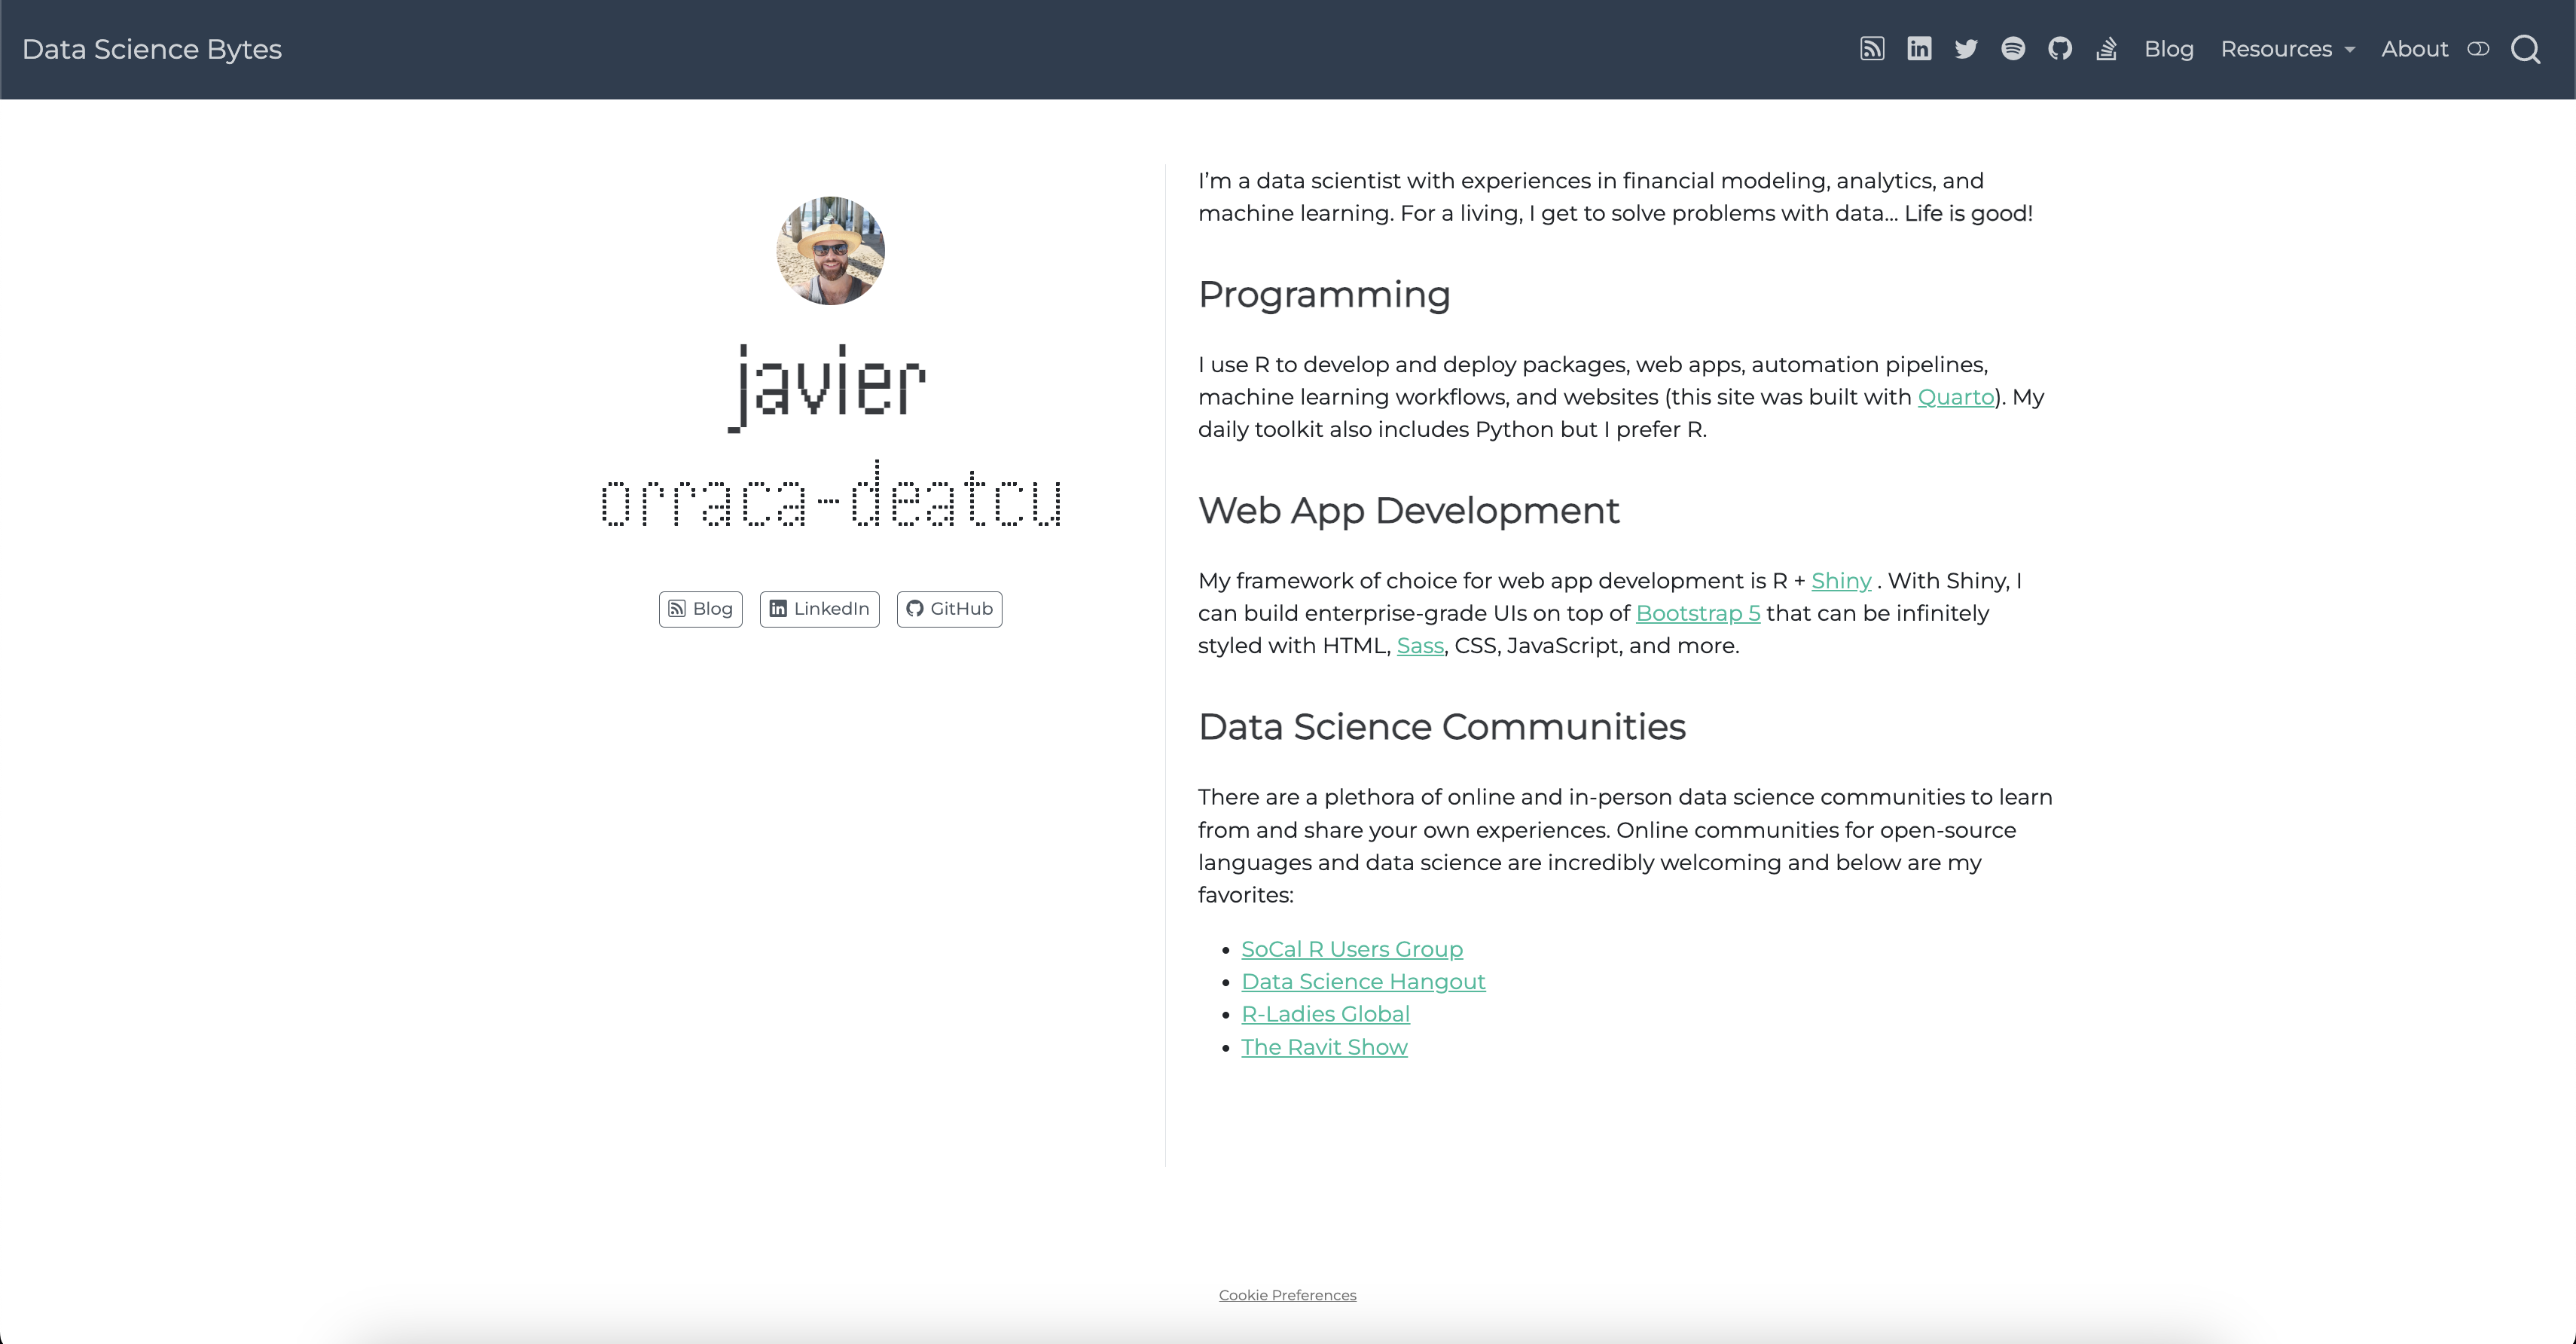 Data Science Bytes
Blog Resources About
javier
orraca-deatcu
Blog LinkedIn GitHub
I’m a data scientist with experiences in financial modeling, analytics, and
machine learning. For a living, I get to solve problems with data… Life is good!
Programming
I use R to develop and deploy packages, web apps, automation pipelines,
machine learning workflows, and websites (this site was built with Quarto). My
daily toolkit also includes Python but I prefer R.
Web App Development
My framework of choice for web app development is R + Shiny . With Shiny, I
can build enterprise-grade UIs on top of Bootstrap 5 that can be infinitely
styled with HTML, Sass, CSS, JavaScript, and more.
Data Science Communities
There are a plethora of online and in-person data science communities to learn
from and share your own experiences. Online communities for open-source
languages and data science are incredibly welcoming and below are my
favorites:
• SoCal R Users Group
• Data Science Hangout
• R-Ladies Global
• The Ravit Show
Cookie Preferences